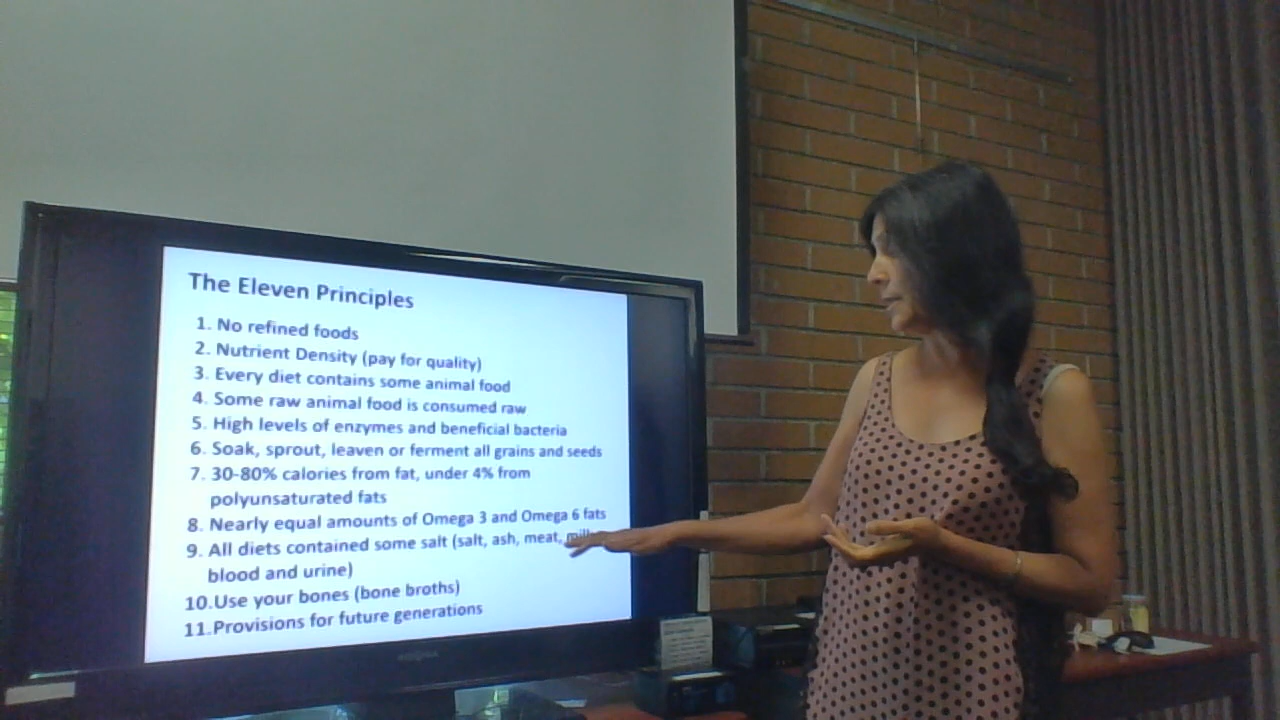 The Eleven Principles
1. No refined foods
2. Nutrient Density (pay for quality)
3. Every diet contains some animal food
4. Some raw animal food is consumed raw
5. High levels of enzymes and beneficial bacteria
6. Soak, sprout, leaven or ferment all grains and seeds
7. 30-80% calories from fat, under 4% from
polyunsaturated fats
8. Nearly equal amounts of Omega 3 and Omega 6 fats
9. All diets contained some salt (salt, ash, meat,
blood and urine)
10.Use your bones (bone broths)
11.Provisions for future generations
INSIGNIA